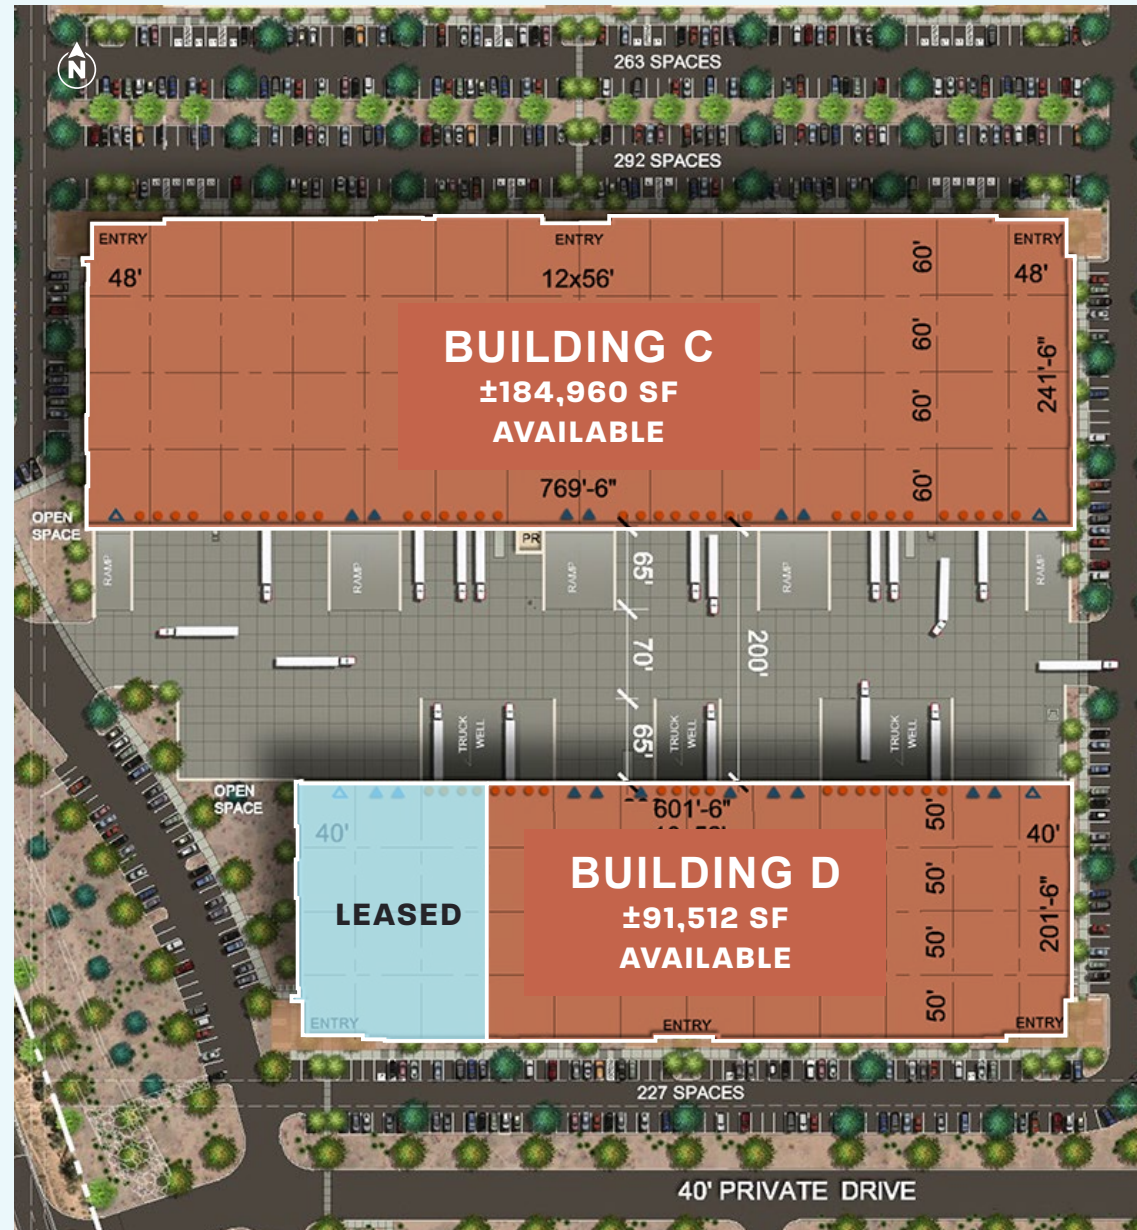 N
263 SPACES
292 SPACES
ENTRY
ENTRY
ENTRY
48'
12x56'
60'
48'
BUILDING C
±184,960 SF
AVAILABLE
60'
60'
241'-6"
769'-6"
60'
OPEN
SPACE
RAMP
RAMP
PR
RAMP
65'
RAMP
RAMP
70'
200'
65'
TRUCK
WELL
TRUCK
WELL
TRUCK
WELL
OPEN
SPACE
601'-6"
40'
50'
40'
BUILDING D
±91,512 SF
AVAILABLE
LEASED
50'
50'
201'-6"
50'
ENTRY
ENTRY
ENTRY
227 SPACES
40' PRIVATE DRIVE